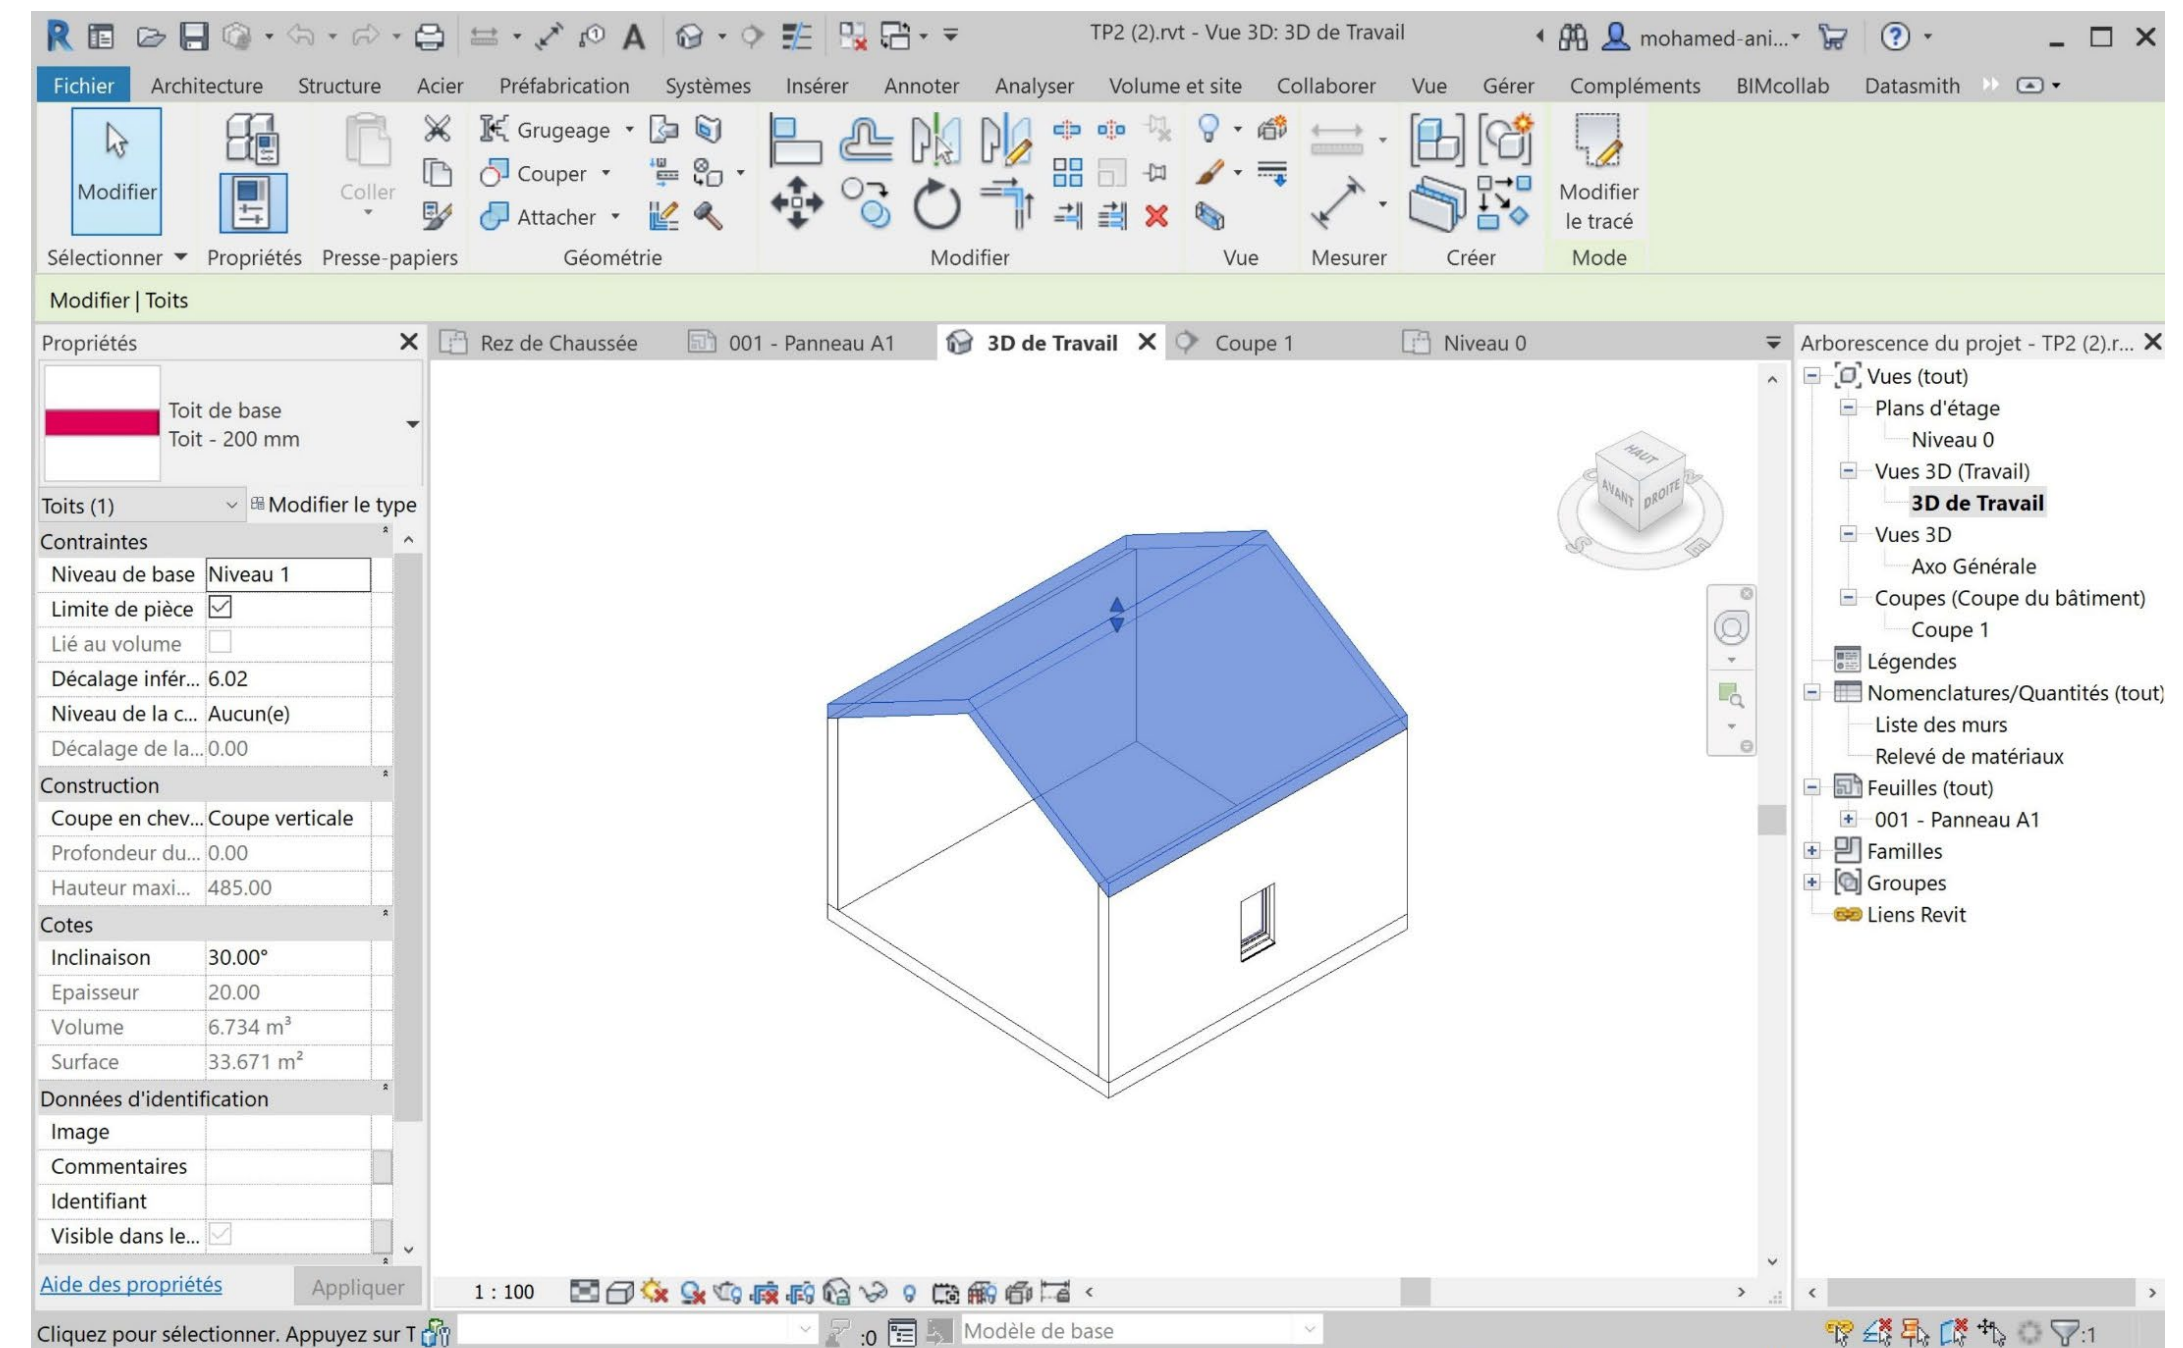 TP2 (2).rvt - Vue 3D: 3D de Travail
mohamed-ani...
Fichier Architecture Structure Acier Préfabrication Systèmes Insérer Annoter Analyser Volume et site Collaborer Vue Gérer Compléments BIMcollab Datasmith
Modifier
Coller
Grugeage
Couper
Attacher
Modifier
le tracé
Sélectionner Propriétés Presse-papiers Géométrie Modifier Vue Mesurer Créer Mode
Modifier | Toits
Propriétés
Toit de base
Toit - 200 mm
Toits (1) Modifier le type
Contraintes
Niveau de base Niveau 1
Limite de pièce
Lié au volume
Décalage infér... 6.02
Niveau de la c... Aucun(e)
Décalage de la... 0.00
Construction
Coupe en chev... Coupe verticale
Profondeur du... 0.00
Hauteur maxi... 485.00
Cotes
Inclinaison 30.00°
Epaisseur 20.00
Volume 6.734 m³
Surface 33.671 m²
Données d'identification
Image
Commentaires
Identifiant
Visible dans le...
Aide des propriétés Appliquer
Rez de Chaussée 001 - Panneau A1 3D de Travail Coupe 1 Niveau 0
HAUT
AVANT DROITE
S E
1 : 100
Arborescence du projet - TP2 (2).r...
Vues (tout)
Plans d'étage
Niveau 0
Vues 3D (Travail)
3D de Travail
Vues 3D
Axo Générale
Coupes (Coupe du bâtiment)
Coupe 1
Légendes
Nomenclatures/Quantités (tout)
Liste des murs
Relevé de matériaux
Feuilles (tout)
001 - Panneau A1
Familles
Groupes
Liens Revit
Cliquez pour sélectionner. Appuyez sur T :0 Modèle de base :1